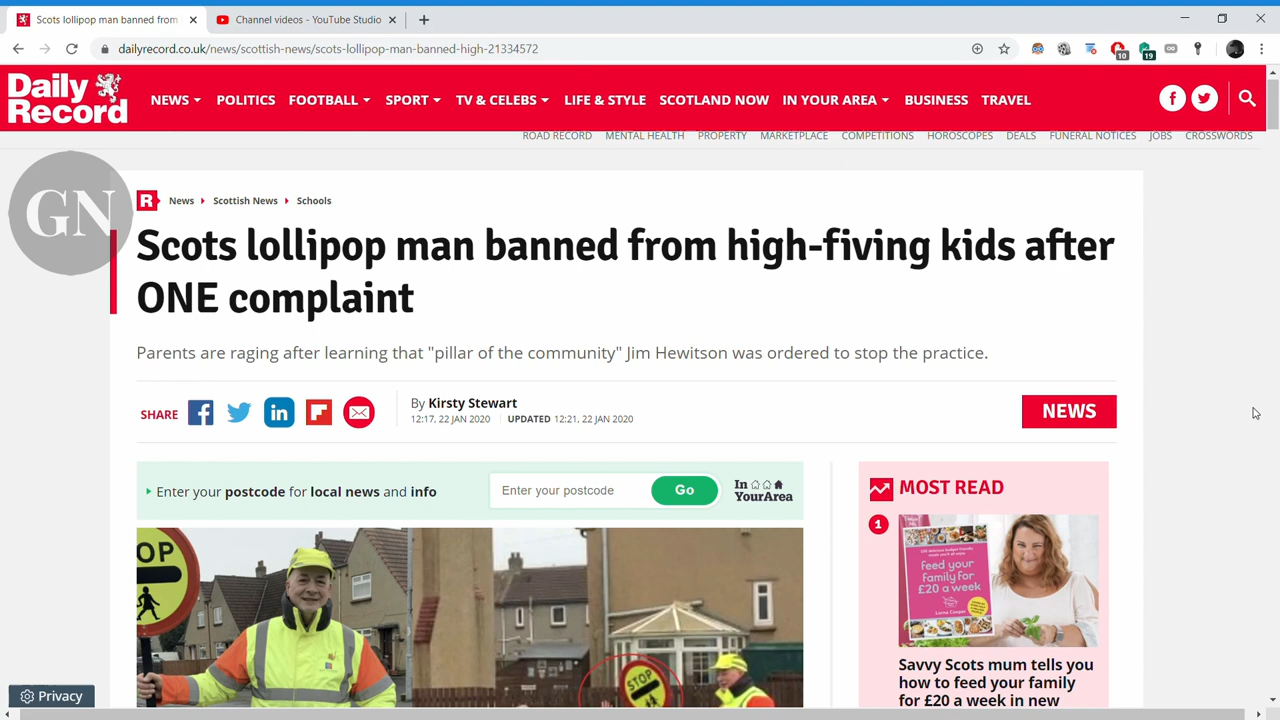 Scots lollipop man banned from
Channel videos - YouTube Studio
dailyrecord.co.uk/news/scottish-news/scots-lollipop-man-banned-high-21334572
10
19
Daily
Record
NEWS
POLITICS
FOOTBALL
SPORT
TV & CELEBS
LIFE & STYLE
SCOTLAND NOW
IN YOUR AREA
BUSINESS
TRAVEL
ROAD RECORD
MENTAL HEALTH
PROPERTY
MARKETPLACE
COMPETITIONS
HOROSCOPES
DEALS
FUNERAL NOTICES
JOBS
CROSSWORDS
GN
R
News
Scottish News
Schools
Scots lollipop man banned from high-fiving kids after
ONE complaint
Parents are raging after learning that "pillar of the community" Jim Hewitson was ordered to stop the practice.
SHARE
By Kirsty Stewart
12:17, 22 JAN 2020
UPDATED 12:21, 22 JAN 2020
NEWS
Enter your postcode for local news and info
Enter your postcode
Go
In
YourArea
MOST READ
1
STOP
STOP
feed your
family for
£20 a week
Lorna Cooper
Savvy Scots mum tells you
how to feed your family
for £20 a week in new
Privacy